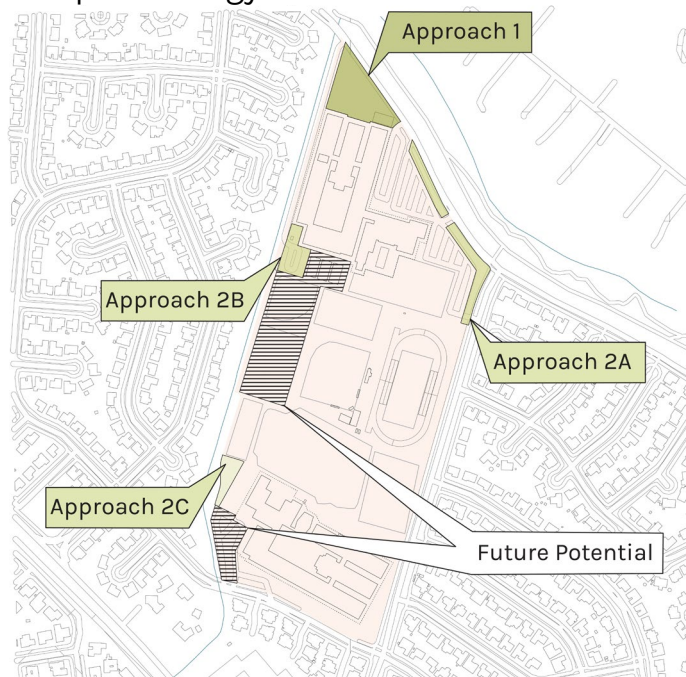 Approach 1
Approach 2B
Approach 2A
Approach 2C
Future Potential